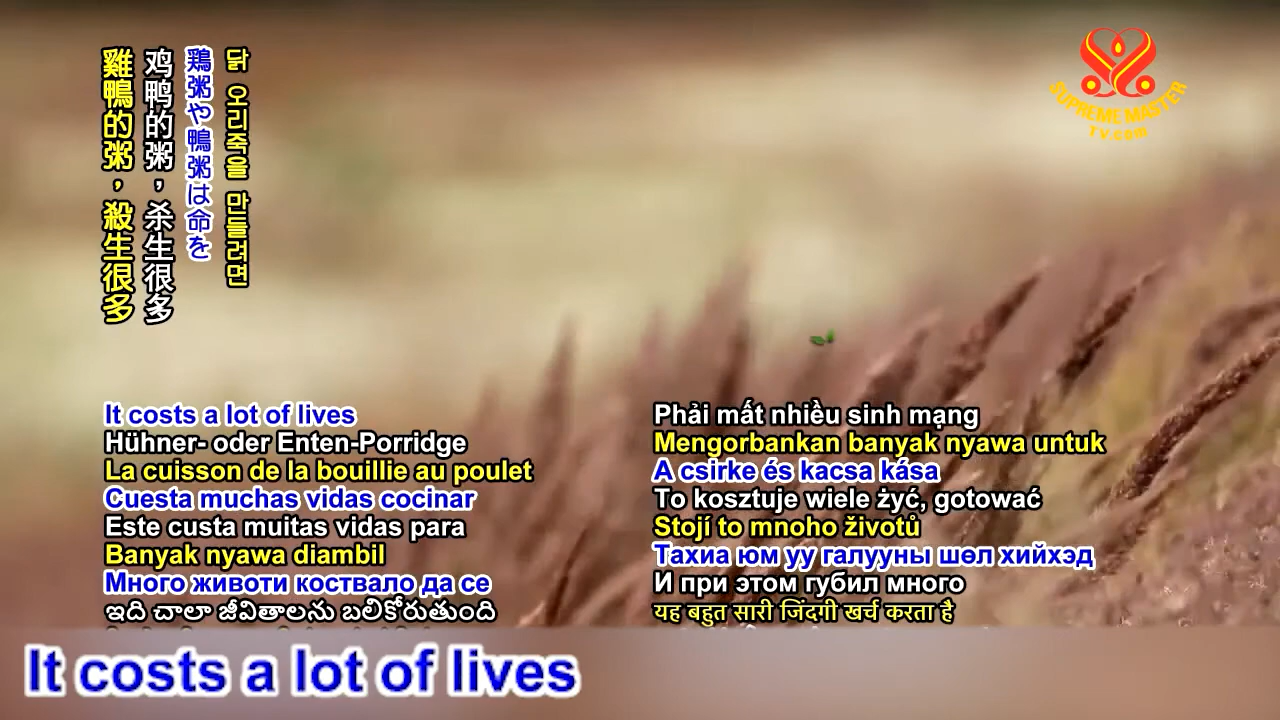 雞鴨的粥，殺生很多
鸡鸭的粥，杀生很多
鶏粥や鴨粥は命を
닭 오리죽을 만들려면
SUPREME MASTER
TV.com
It costs a lot of lives
Hühner- oder Enten-Porridge
La cuisson de la bouillie au poulet
Cuesta muchas vidas cocinar
Este custa muitas vidas para
Banyak nyawa diambil
Много животи коствало да се
ఇది చాలా జీవితాలను బలికోరుతుంది
Phải mất nhiều sinh mạng
Mengorbankan banyak nyawa untuk
A csirke és kacsa kása
To kosztuje wiele żyć, gotować
Stojí to mnoho životů
Тахиа юм уу галууны шөл хийхэд
И при этом губил много
यह बहुत सारी जिंदगी खर्च करता है
It costs a lot of lives